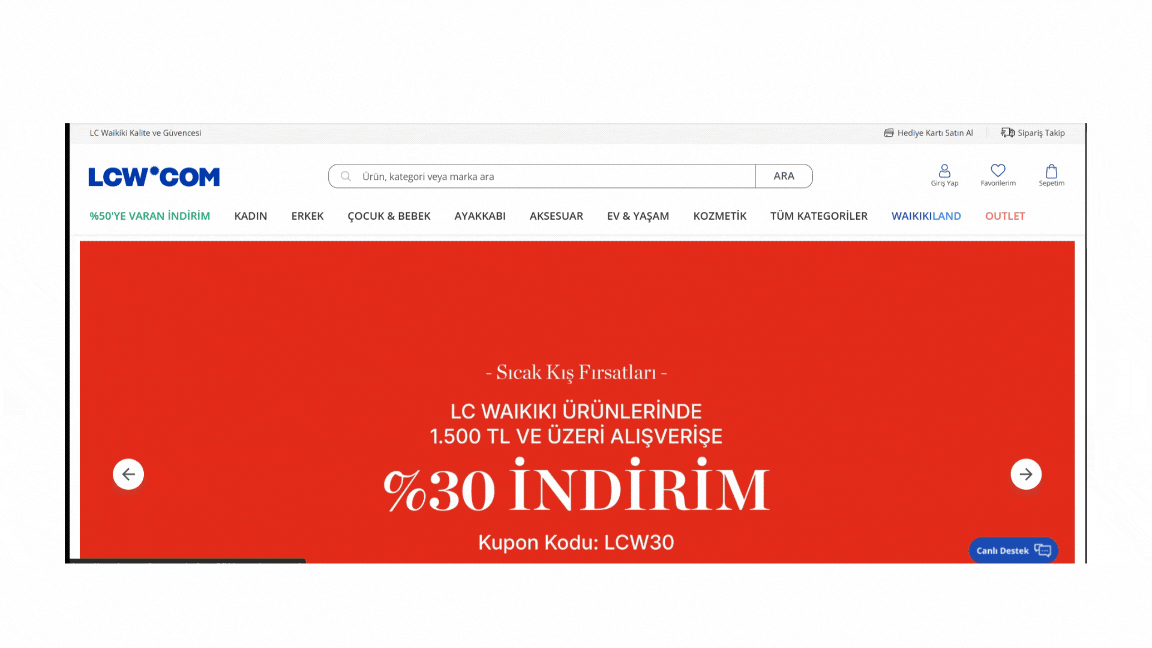 LC Waikiki Kalite ve Güvencesi
Hediye Kartı Satın Al
Sipariş Takip
LCW•COM
Ürün, kategori veya marka ara
ARA
Giriş Yap
Favorilerim
Sepetim
%50'YE VARAN İNDİRİM
KADIN
ERKEK
ÇOCUK & BEBEK
AYAKKABI
AKSESUAR
EV & YAŞAM
KOZMETİK
TÜM KATEGORİLER
WAIKIKILAND
OUTLET
- Sıcak Kış Fırsatları -
LC WAIKIKI ÜRÜNLERİNDE
1.500 TL VE ÜZERİ ALIŞVERİŞE
%30 İNDİRİM
Kupon Kodu: LCW30
Canlı Destek